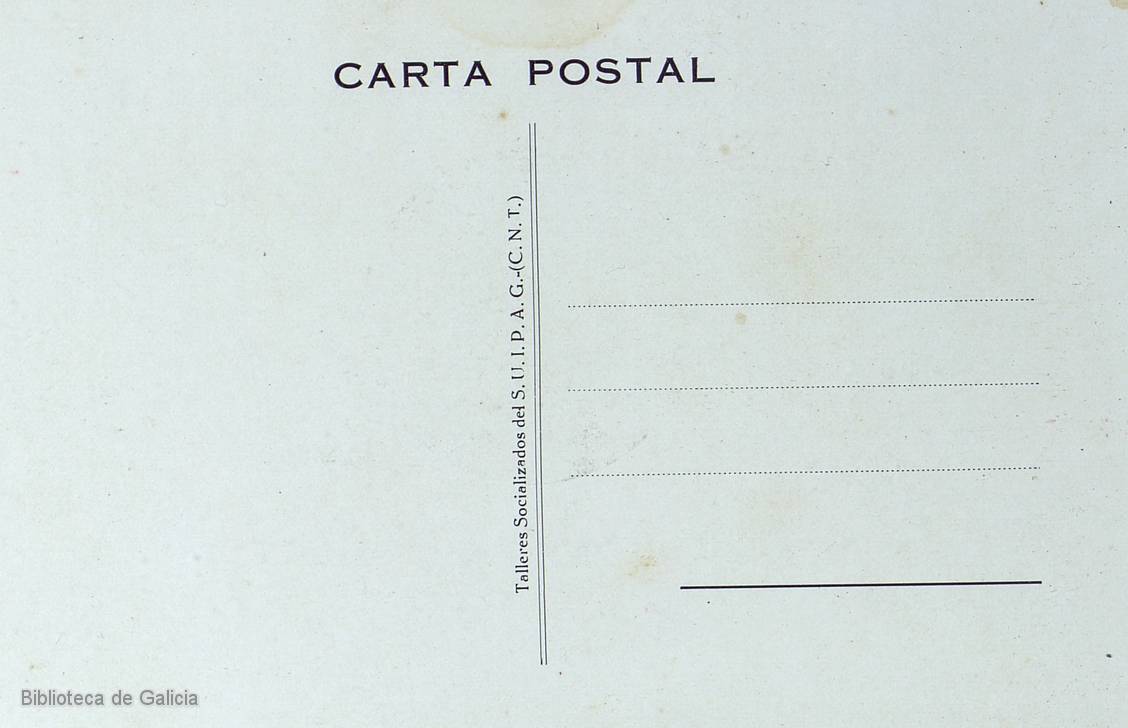 CARTA POSTAL
Talleres Socializados del S. U. I. P. A. G.-(C. N. T.)
Biblioteca de Galicia